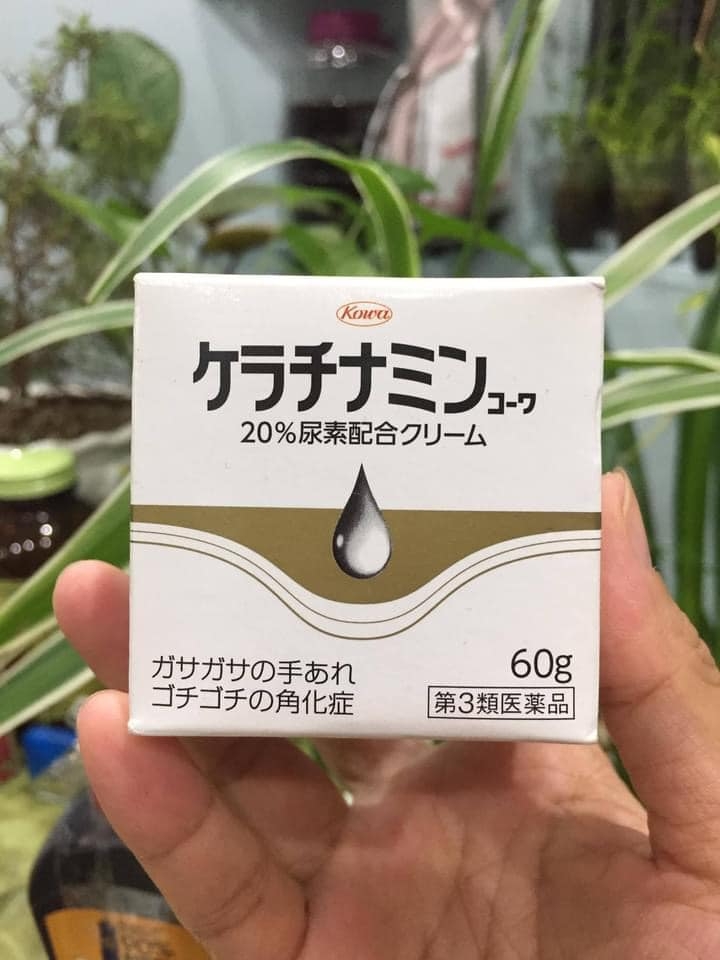 Kowa
ケラチナミンコーワ
20%尿素配合クリーム
ガサガサの手あれ
ゴチゴチの角化症
60g
第3類医薬品